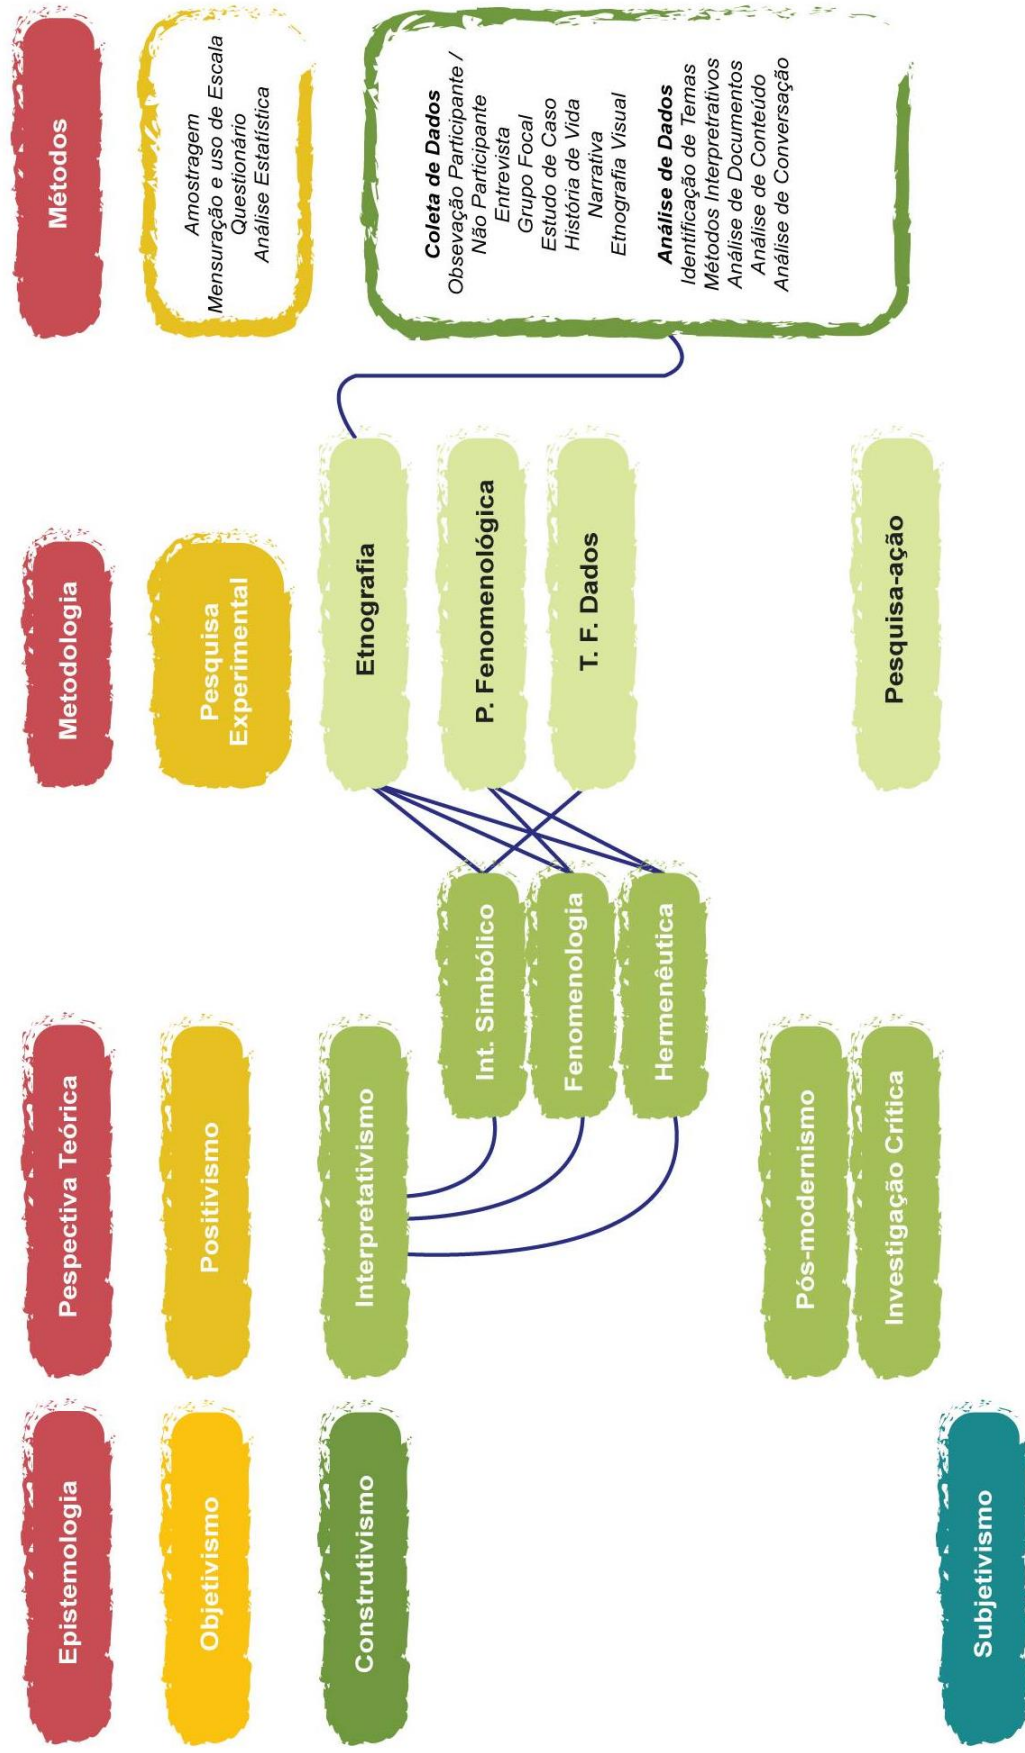 Epistemologia
Pespectiva Teórica
Metodologia
Métodos
Objetivismo
Positivismo
Pesquisa
Experimental
Amostragem
Mensuração e uso de Escala
Questionário
Análise Estatística
Construtivismo
Interpretativismo
Int. Simbólico
Fenomenologia
Hermenêutica
Etnografia
P. Fenomenológica
T. F. Dados
Coleta de Dados
Obsevação Participante /
Não Participante
Entrevista
Grupo Focal
Estudo de Caso
História de Vida
Narrativa
Etnografia Visual
Análise de Dados
Identificação de Temas
Métodos Interpretrativos
Análise de Documentos
Análise de Conteúdo
Análise de Conversação
Pós-modernismo
Investigação Crítica
Pesquisa-ação
Subjetivismo